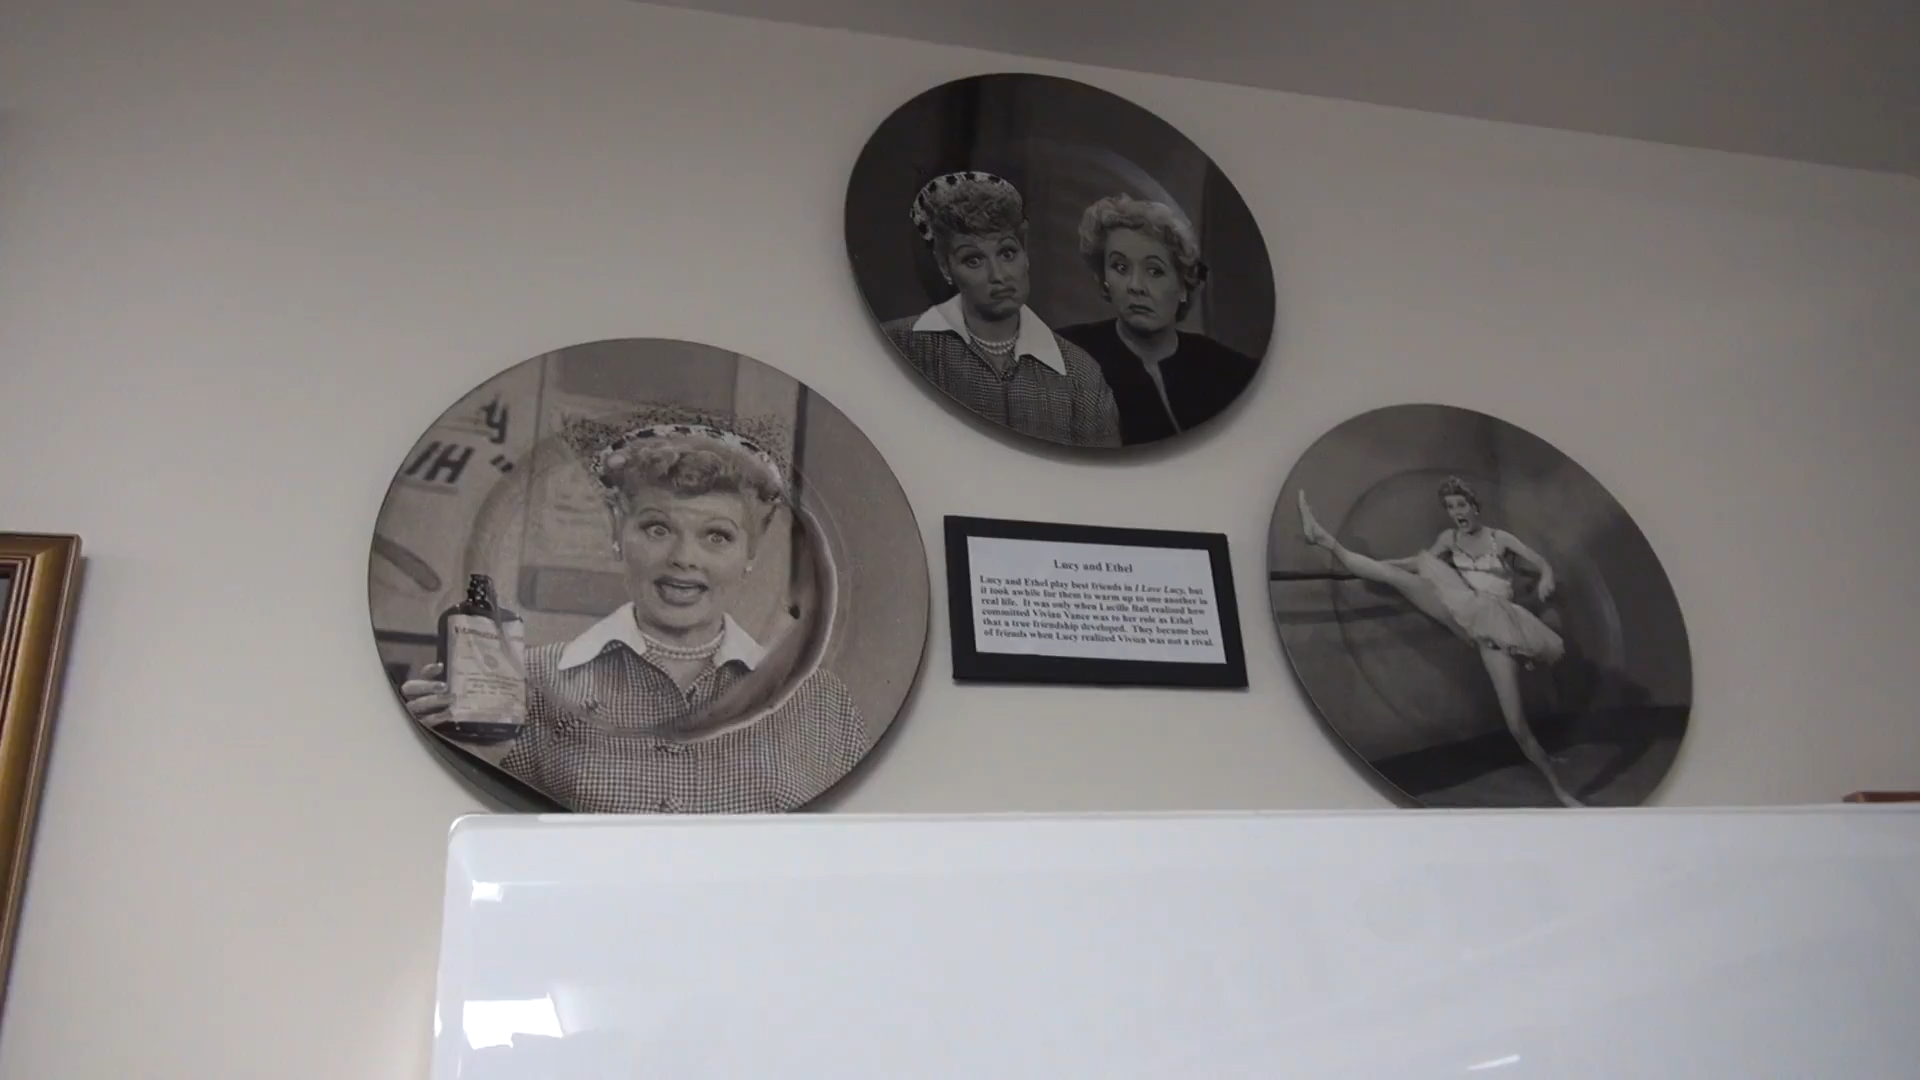 Y
HI"
VITAMEATAVEGAMIN
Lucy and Ethel
Lucy and Ethel play best friends in I Love Lucy, but
it took awhile for them to warm up to one another in
real life. It was only when Lucille Ball realized how
committed Vivian Vance was to her role as Ethel
that a true friendship developed. They became best
of friends when Lucy realized Vivian was not a rival.